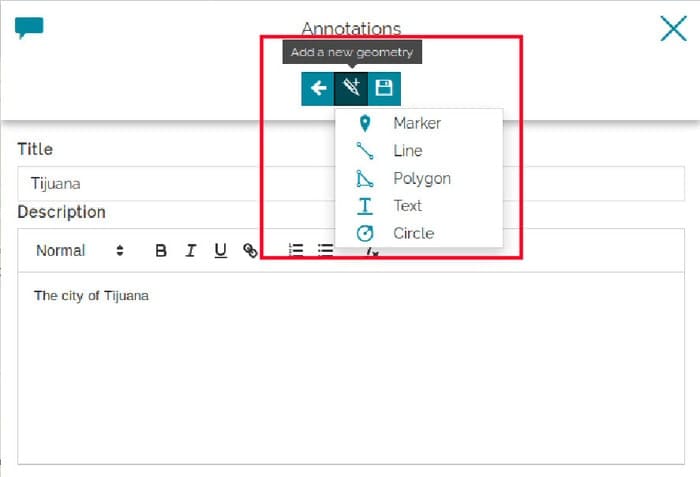 Annotations
Add a new geometry
Marker
Line
Title
Polygon
Tijuana
Text
Description
Circle
Normal
B I U
The city of Tijuana